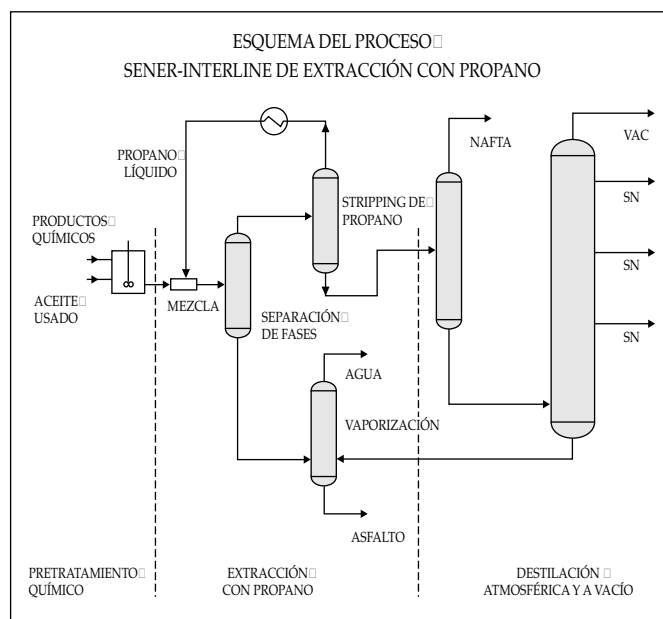 ESQUEMA DEL PROCESO
SENER-INTERLINE DE EXTRACCIÓN CON PROPANO
PROPANO
LÍQUIDO
NAFTA
VAC
STRIPPING DE
PROPANO
SN
PRODUCTOS
QUÍMICOS
SN
ACEITE
USADO
MEZCLA
SEPARACIÓN
DE FASES
SN
AGUA
VAPORIZACIÓN
ASFALTO
PRETRATAMIENTO
QUÍMICO
EXTRACCIÓN
CON PROPANO
DESTILACIÓN
ATMOSFÉRICA Y A VACÍO